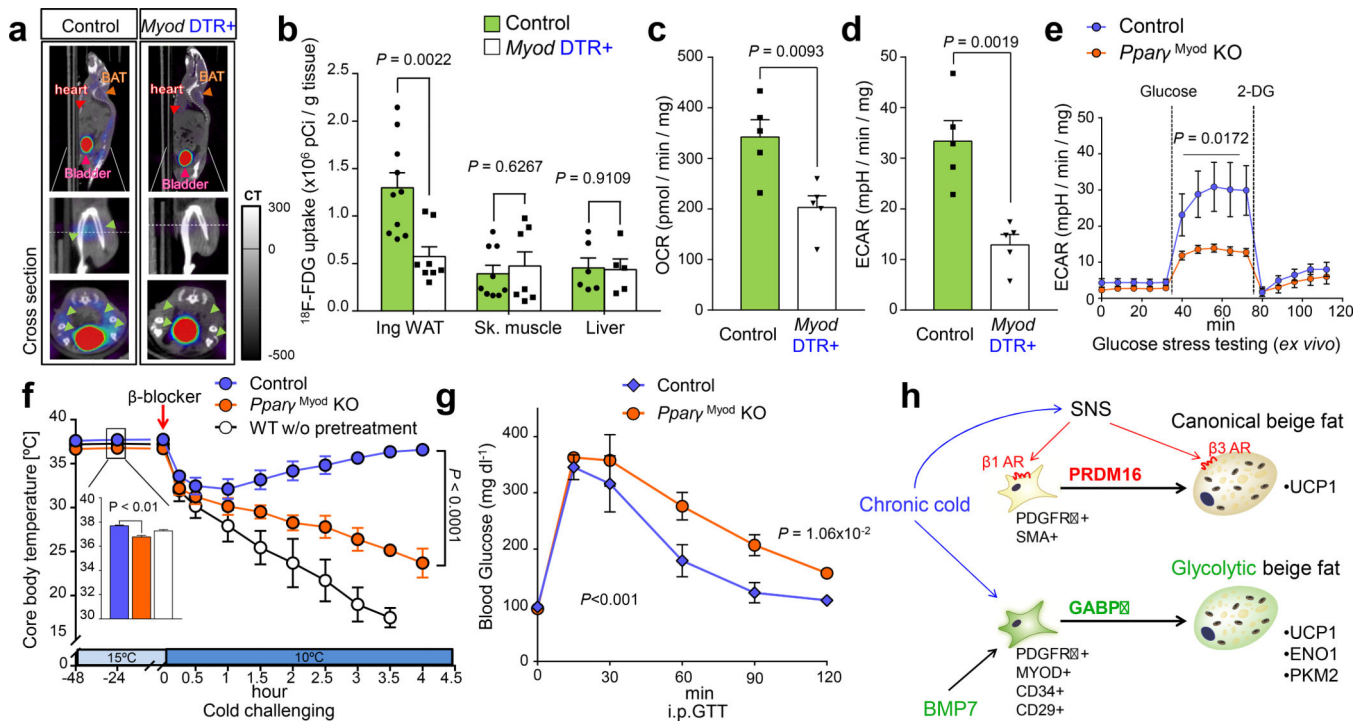 a
Control
Myod DTR+
BAT
heart
Bladder
BAT
heart
Bladder
Cross section
CT
300
0
-500
b
Control
Myod DTR+
¹⁸F-FDG uptake (x10⁶ pCi / g tissue)
2.5
2.0
1.5
1.0
0.5
0.0
P = 0.0022
P = 0.6267
P = 0.9109
Ing WAT
Sk. muscle
Liver
c
P = 0.0093
OCR (pmol / min / mg)
500
400
300
200
100
0
Control
Myod
DTR+
d
P = 0.0019
ECAR (mpH / min / mg)
60
50
40
30
20
10
0
Control
Myod
DTR+
e
Control
Pparγ Myod KO
Glucose
2-DG
P = 0.0172
ECAR (mpH / min / mg)
50
40
30
20
10
0
0
20
40
60
80
100
120
min
Glucose stress testing (ex vivo)
f
Control
Pparγ Myod KO
WT w/o pretreatment
β-blocker
Core body temperature [ºC]
40
35
30
25
20
15
0
P < 0.01
40
38
36
34
32
30
P < 0.0001
15ºC
10ºC
-48
-24
0
0.5
1
1.5
2
2.5
3
3.5
4
4.5
hour
Cold challenging
g
Control
Pparγ Myod KO
Blood Glucose (mg dl⁻¹)
400
300
200
100
0
P<0.001
P = 1.06x10⁻²
0
30
60
90
120
min
i.p.GTT
h
SNS
Canonical beige fat
β1 AR
β3 AR
PRDM16
Chronic cold
•UCP1
PDGFR□+
SMA+
Glycolytic beige fat
GABP□
•UCP1
•ENO1
•PKM2
PDGFR□+
MYOD+
CD34+
CD29+
BMP7